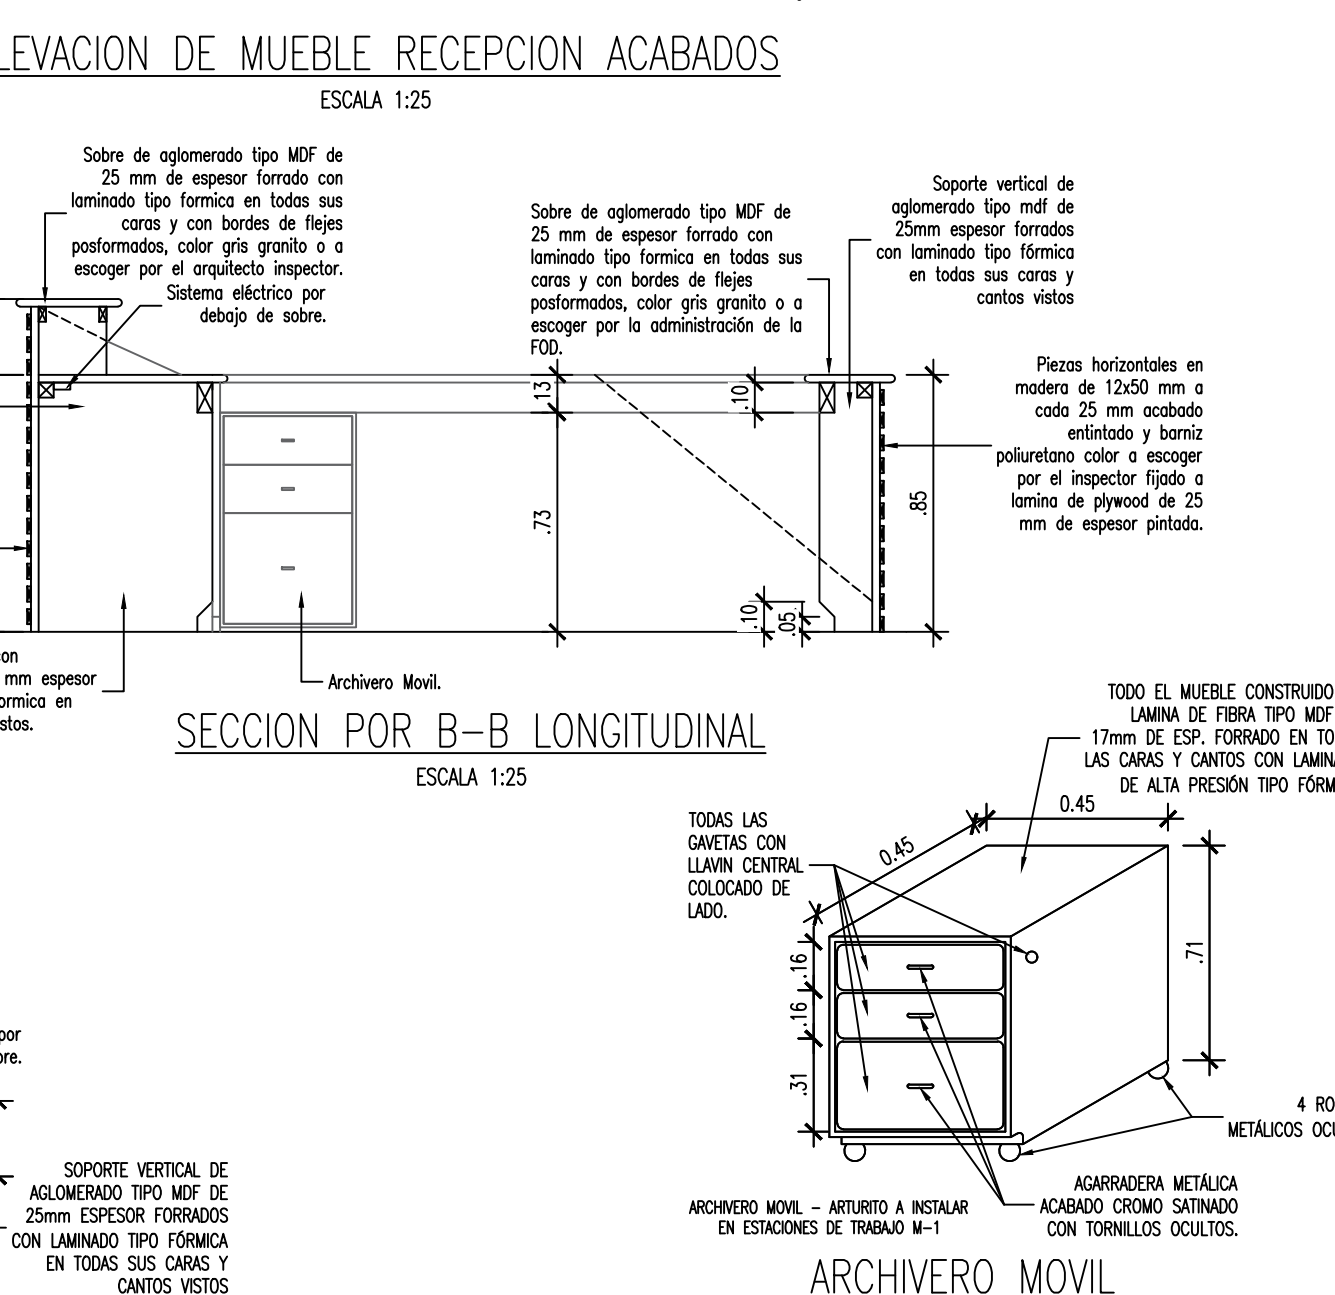 LEVACION DE MUEBLE RECEPCION ACABADOS
ESCALA 1:25
Sobre de aglomerado tipo MDF de
25 mm de espesor forrado con
laminado tipo formica en todas sus
caras y con bordes de flejes
posformados, color gris granito o a
escoger por el arquitecto inspector.
Sistema eléctrico por
debajo de sobre.
Sobre de aglomerado tipo MDF de
25 mm de espesor forrado con
laminado tipo formica en todas sus
caras y con bordes de flejes
posformados, color gris granito o a
escoger por la administración de la
FOD.
Soporte vertical de
aglomerado tipo mdf de
25mm espesor forrados
con laminado tipo fórmica
en todas sus caras y
cantos vistos
Piezas horizontales en
madera de 12x50 mm a
cada 25 mm acabado
entintado y barniz
poliuretano color a escoger
por el inspector fijado a
lamina de plywood de 25
mm de espesor pintada.
.13
.10
.73
.85
.10
.05
con
mm espesor
ormica en
stos.
Archivero Movil.
SECCION POR B-B LONGITUDINAL
ESCALA 1:25
TODO EL MUEBLE CONSTRUIDO
LAMINA DE FIBRA TIPO MDF
17mm DE ESP. FORRADO EN TO
LAS CARAS Y CANTOS CON LAMINA
DE ALTA PRESIÓN TIPO FÓRM
TODAS LAS
GAVETAS CON
LLAVIN CENTRAL
COLOCADO DE
LADO.
0.45
0.45
.71
.16
.16
.31
4 RO
METÁLICOS OCU
AGARRADERA METÁLICA
ACABADO CROMO SATINADO
CON TORNILLOS OCULTOS.
ARCHIVERO MOVIL - ARTURITO A INSTALAR
EN ESTACIONES DE TRABAJO M-1
ARCHIVERO MOVIL
por
bre.
SOPORTE VERTICAL DE
AGLOMERADO TIPO MDF DE
25mm ESPESOR FORRADOS
CON LAMINADO TIPO FÓRMICA
EN TODAS SUS CARAS Y
CANTOS VISTOS